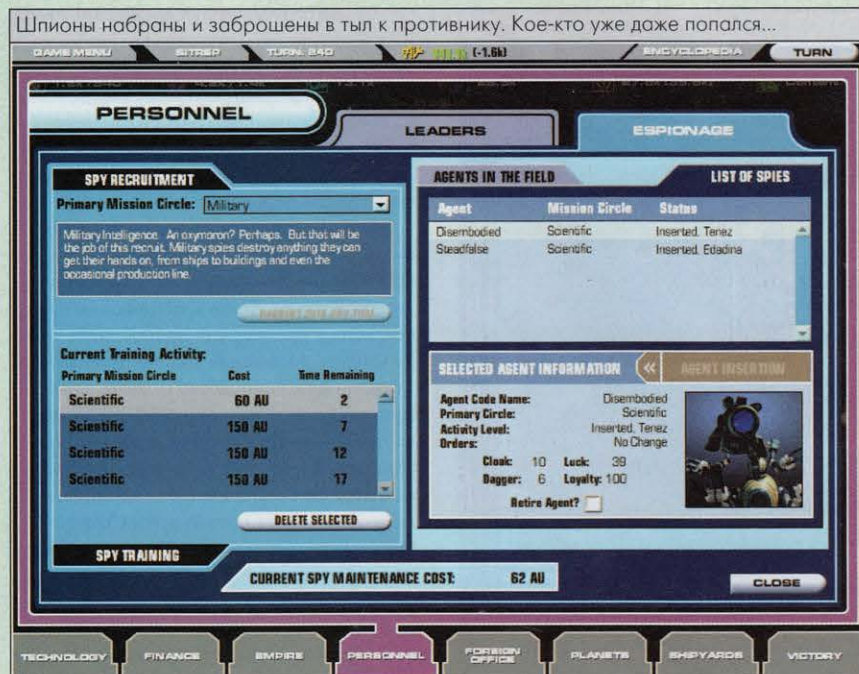 Шпионы набраны и заброшены в тыл к противнику. Кое-кто уже даже попался...
GAME MENU SITREP TURN: 240 (-1.6k) ENCYCLOPEDIA TURN
PERSONNEL
LEADERS
ESPIONAGE
SPY RECRUITMENT
Primary Mission Circle: Military
Military Intelligence. An oxymoron? Perhaps. But that will be
the job of this recruit. Military spies destroy anything they can
get their hands on, from ships to buildings and even the
occasional production line.
Current Training Activity:
Primary Mission Circle Cost Time Remaining
Scientific 60 AU 2
Scientific 150 AU 7
Scientific 150 AU 12
Scientific 150 AU 17
DELETE SELECTED
SPY TRAINING
AGENTS IN THE FIELD LIST OF SPIES
Agent Mission Circle Status
Disembodied Scientific Inserted, Tenez
Steadfalse Scientific Inserted, Edadina
SELECTED AGENT INFORMATION << AGENT INSERTION
Agent Code Name: Disembodied
Primary Circle: Scientific
Activity Level: Inserted, Tenez
Orders: No Change
Cloak: 10 Luck: 39
Dagger: 6 Loyalty: 100
Retire Agent?
CURRENT SPY MAINTENANCE COST: 62 AU
CLOSE
TECHNOLOGY FINANCE EMPIRE PERSONNEL FOREIGN OFFICE PLANETS SHIPYARDS VICTORY